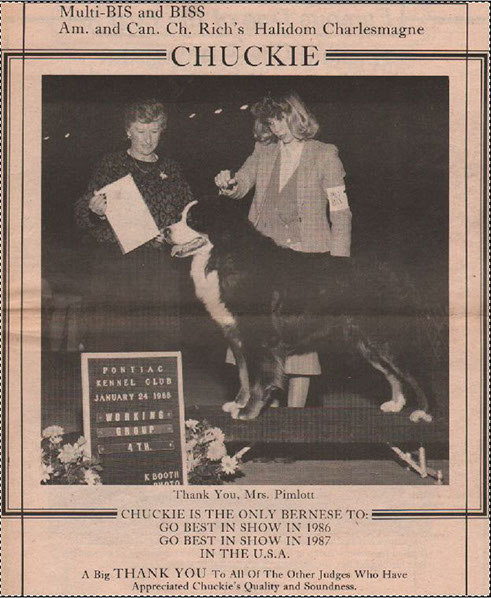 Multi-BIS and BISS
Am. and Can. Ch. Rich's Halidom Charlesmagne
CHUCKIE
PONTIAC
KENNEL CLUB
JANUARY 24 1988
WORKING
GROUP
4 TH.
K BOOTH
PHOTO
Thank You, Mrs. Pimlott
CHUCKIE IS THE ONLY BERNESE TO:
GO BEST IN SHOW IN 1986
GO BEST IN SHOW IN 1987
IN THE U.S.A.
A Big THANK YOU To All Of The Other Judges Who Have
Appreciated Chuckie's Quality and Soundness.